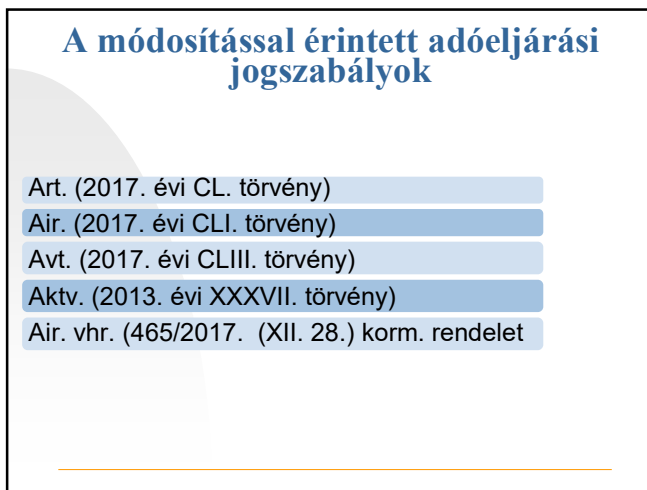 A módosítással érintett adóeljárási
jogszabályok
Art. (2017. évi CL. törvény)
Air. (2017. évi CLI. törvény)
Avt. (2017. évi CLIII. törvény)
Aktv. (2013. évi XXXVII. törvény)
Air. vhr. (465/2017. (XII. 28.) korm. rendelet